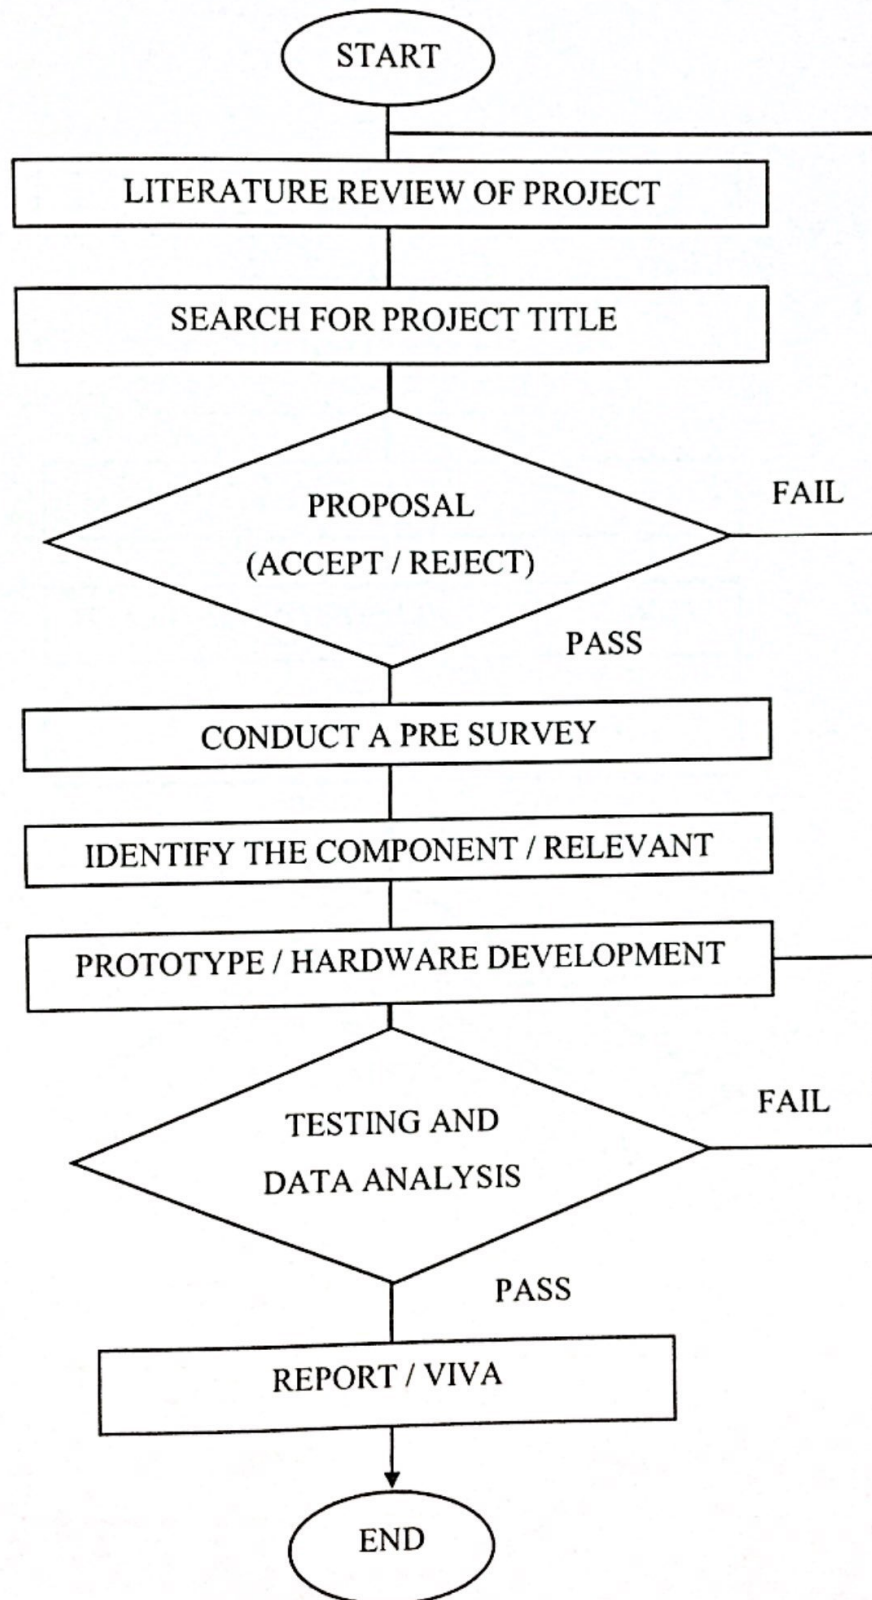 START
LITERATURE REVIEW OF PROJECT
SEARCH FOR PROJECT TITLE
PROPOSAL
(ACCEPT / REJECT)
FAIL
PASS
CONDUCT A PRE SURVEY
IDENTIFY THE COMPONENT / RELEVANT
PROTOTYPE / HARDWARE DEVELOPMENT
TESTING AND
DATA ANALYSIS
FAIL
PASS
REPORT / VIVA
END